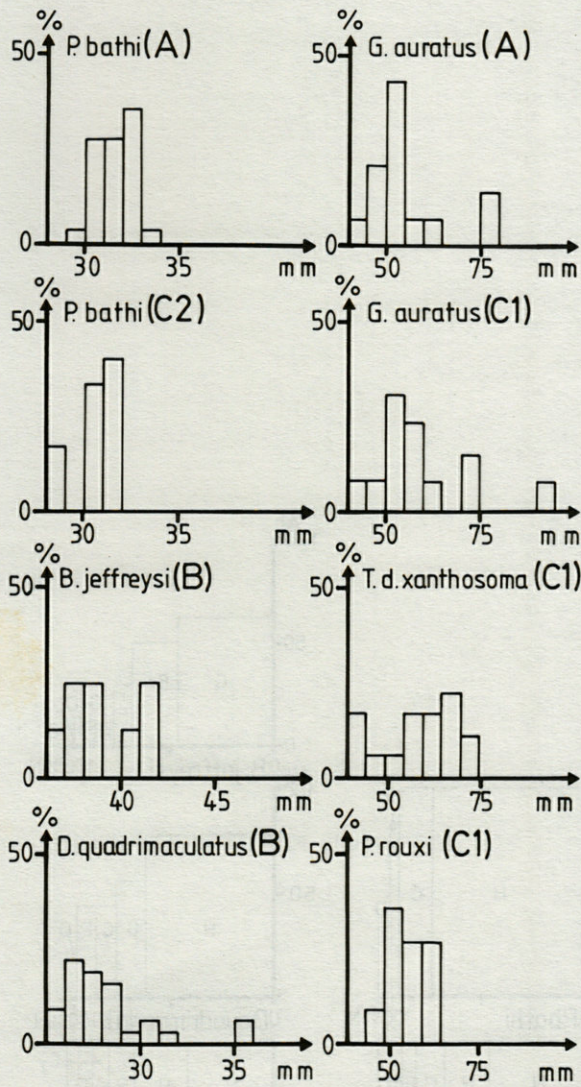 %
50
P. bathi (A)
0
30
35
mm
%
50
G. auratus (A)
0
50
75
mm
%
50
P. bathi (C2)
0
30
35
mm
%
50
G. auratus (C1)
0
50
75
mm
%
50
B. jeffreysi (B)
0
40
45
mm
%
50
T. d. xanthosoma (C1)
0
50
75
mm
%
50
D. quadrimaculatus (B)
0
30
35
mm
%
50
P. rouxi (C1)
0
50
75
mm